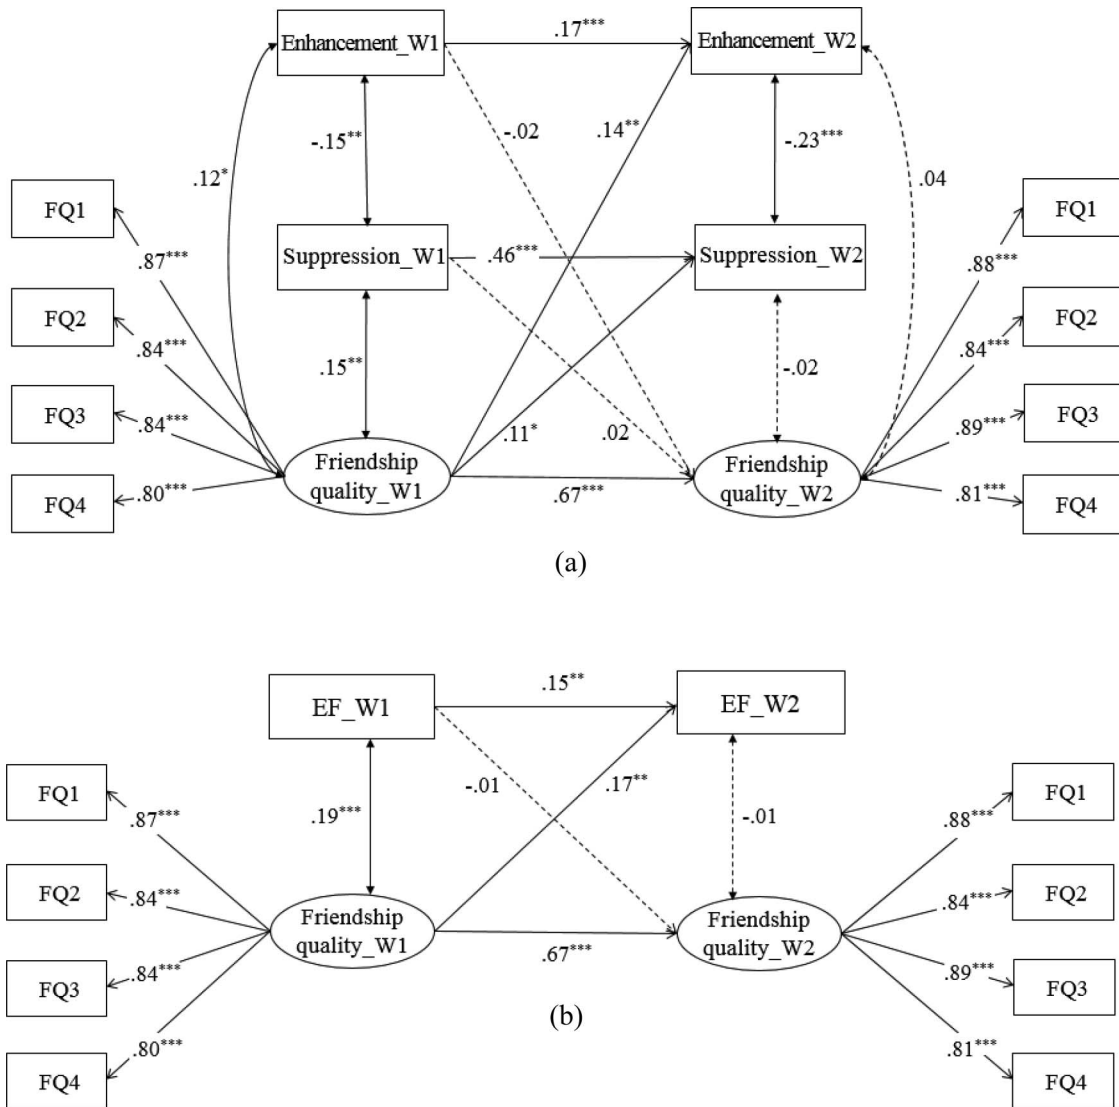 Enhancement_W1
.17***
Enhancement_W2
-.15**
-.02
.14**
-.23***
.12*
.04
FQ1
FQ1
.87***
Suppression_W1
.46***
Suppression_W2
.88***
FQ2
FQ2
.84***
.84***
.15**
-.02
FQ3
FQ3
.84***
.11*
.02
.89***
Friendship
quality_W1
Friendship
quality_W2
FQ4
.80***
.67***
.81***
FQ4
(a)
EF_W1
.15**
EF_W2
FQ1
FQ1
.87***
.19***
-.01
.17**
-.01
.88***
FQ2
.84***
.84***
FQ2
Friendship
quality_W1
Friendship
quality_W2
.67***
FQ3
.84***
.89***
FQ3
(b)
.80***
.81***
FQ4
FQ4